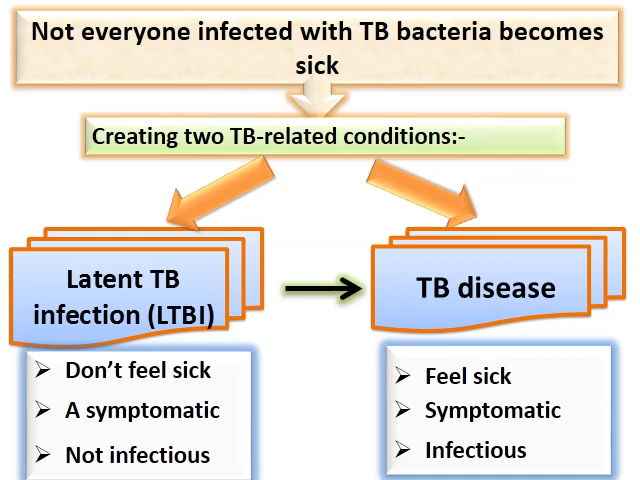 Not everyone infected with TB bacteria becomes
sick
Creating two TB-related conditions:-
Latent TB
infection (LTBI)
TB disease
Don’t feel sick
A symptomatic
Not infectious
Feel sick
Symptomatic
Infectious